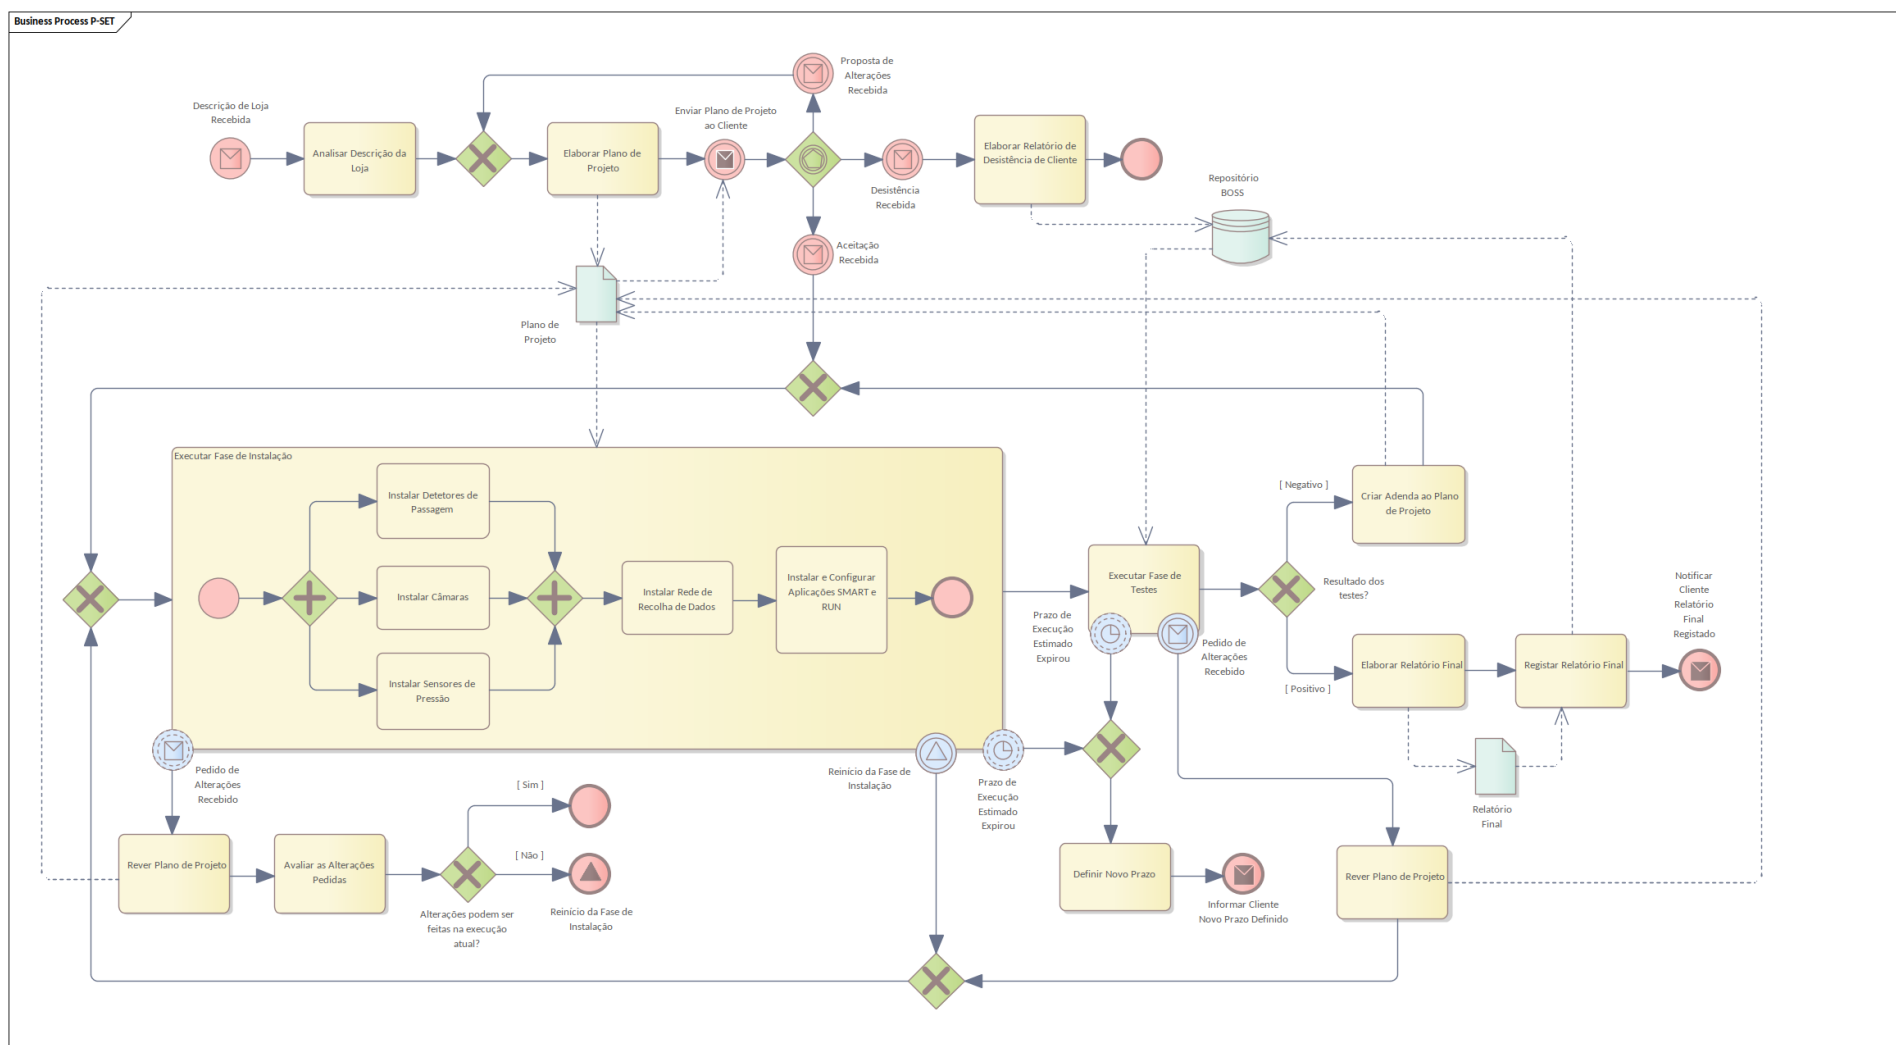 Business Process P-SET
Proposta de
Alterações
Recebida
Descrição de Loja
Recebida
Enviar Plano de Projeto
ao Cliente
Analisar Descrição da
Loja
Elaborar Plano de
Projeto
Elaborar Relatório de
Desistência de Cliente
Desistência
Recebida
Repositório
BOSS
Aceitação
Recebida
Plano de
Projeto
Executar Fase de Instalação
Instalar Detetores de
Passagem
Instalar Câmaras
Instalar Sensores de
Pressão
Instalar Rede de
Recolha de Dados
Instalar e Configurar
Aplicações SMART e
RUN
Executar Fase de
Testes
Prazo de
Execução
Estimado
Expirou
Pedido de
Alterações
Recebido
[ Negativo ]
Criar Adenda ao Plano
de Projeto
Resultado dos
testes?
[ Positivo ]
Elaborar Relatório Final
Registar Relatório Final
Notificar
Cliente
Relatório
Final
Registado
Relatório
Final
Pedido de
Alterações
Recebido
Reinício da Fase de
Instalação
Prazo de
Execução
Estimado
Expirou
[ Sim ]
[ Não ]
Rever Plano de Projeto
Avaliar as Alterações
Pedidas
Alterações podem ser
feitas na execução
atual?
Reinício da Fase de
Instalação
Definir Novo Prazo
Informar Cliente
Novo Prazo Definido
Rever Plano de Projeto